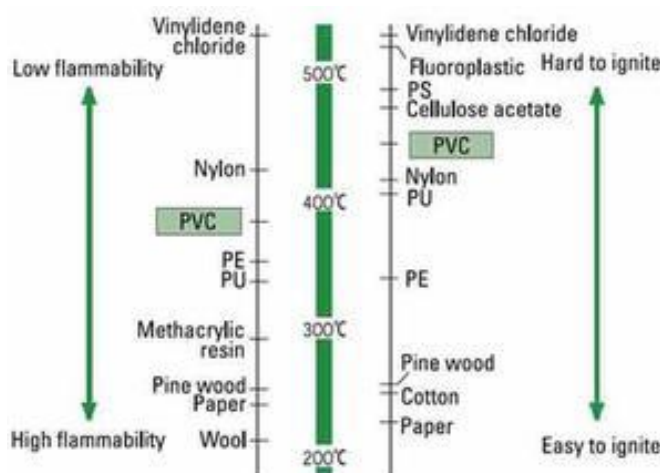 Vinylidene
chloride
Low flammability
Nylon
PVC
PE
PU
Methacrylic
resin
Pine wood
Paper
High flammability
Wool
500℃
400℃
300℃
200℃
Vinylidene chloride
Fluoroplastic
Hard to ignite
PS
Cellulose acetate
PVC
Nylon
PU
PE
Pine wood
Cotton
Paper
Easy to ignite